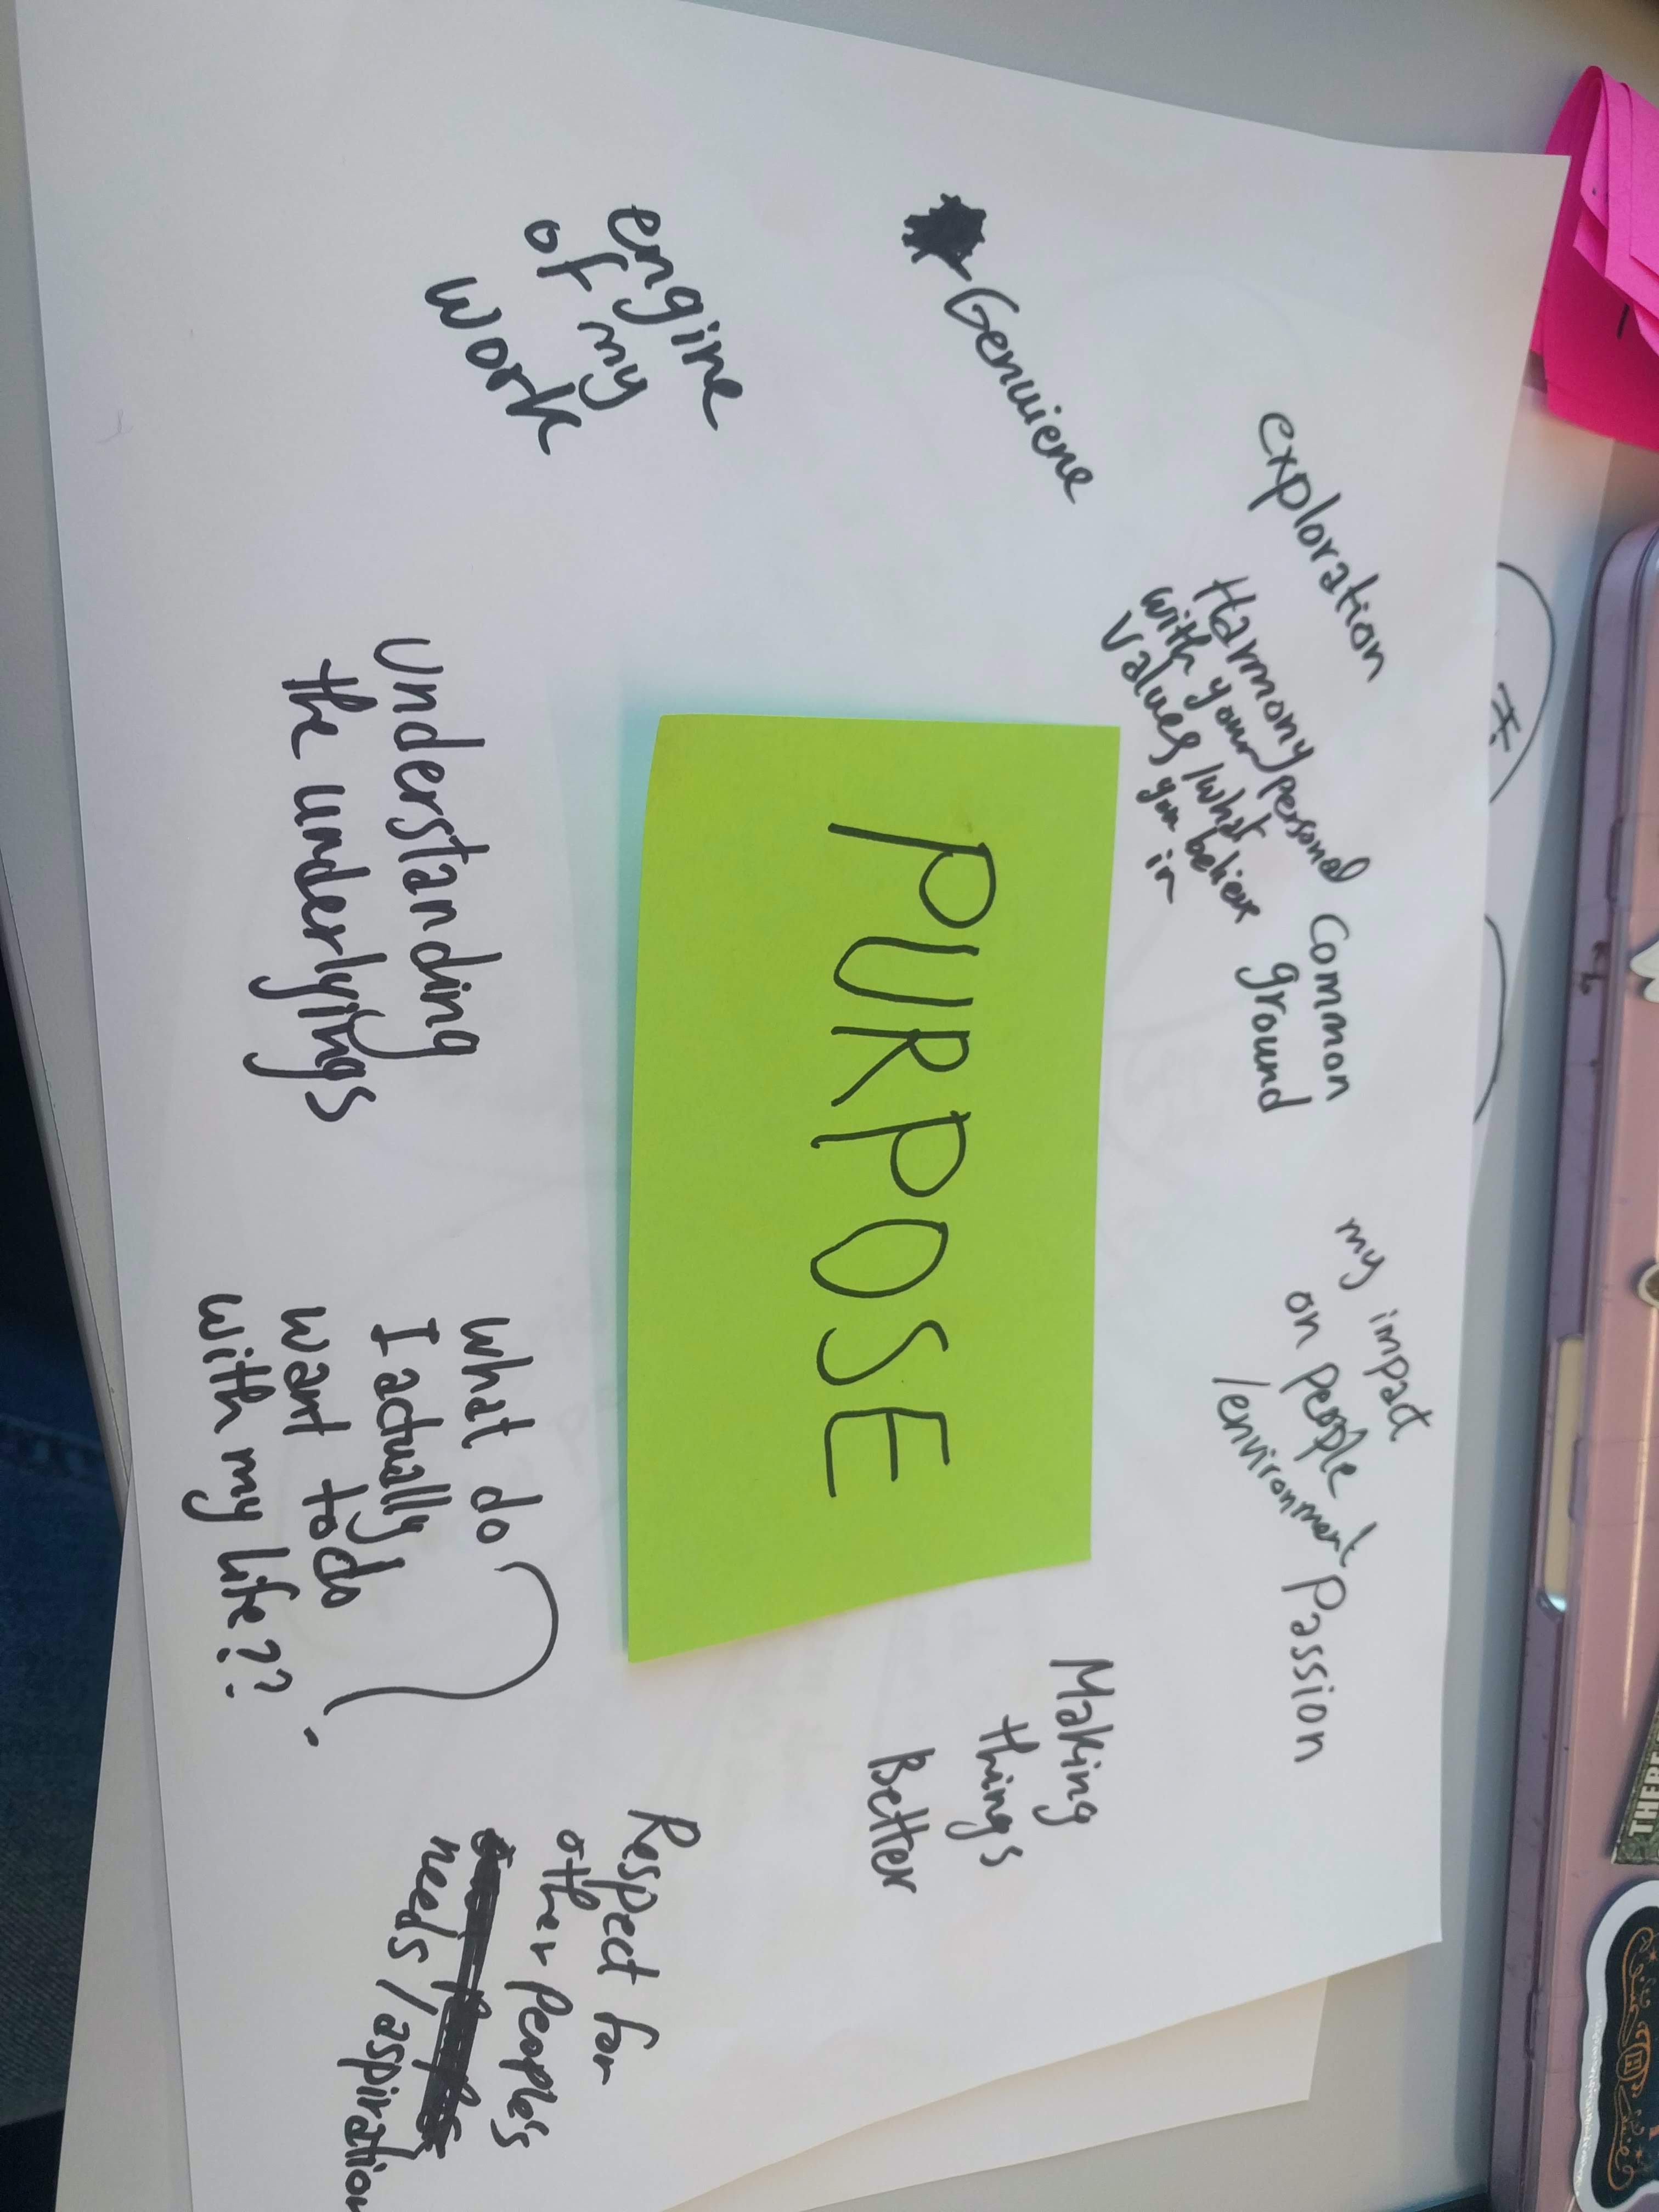 THERE
H
exploration
Harmony
with your personal
values /what
you believe
in
Common
ground
my impact
on people
/environment
Passion
Genuiene
PURPOSE
Making
things
Better
engine
of my
work
Understanding
the underlyings
what do
I actually
want to do
with my life??
?
Respect for
other people's
needs / aspiration